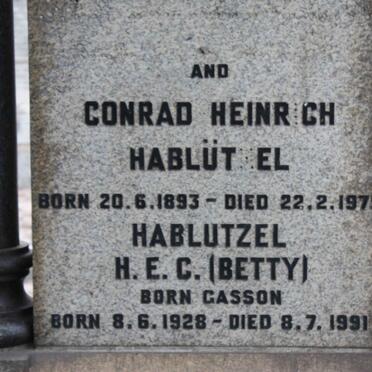 AND
CONRAD HEINR CH
HABLÜT EL
BORN 20.6.1893 – DIED 22.2.197
HABLUTZEL
H. E. C. (BETTY)
BORN CASSON
BORN 8.6.1928 – DIED 8.7.1991